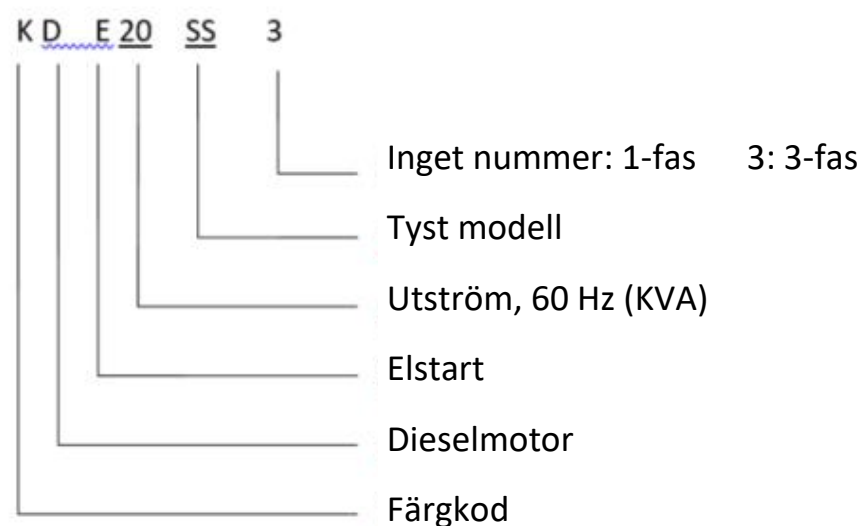 K D E 20 SS 3
Inget nummer: 1-fas 3: 3-fas
Tyst modell
Utström, 60 Hz (KVA)
Elstart
Dieselmotor
Färgkod